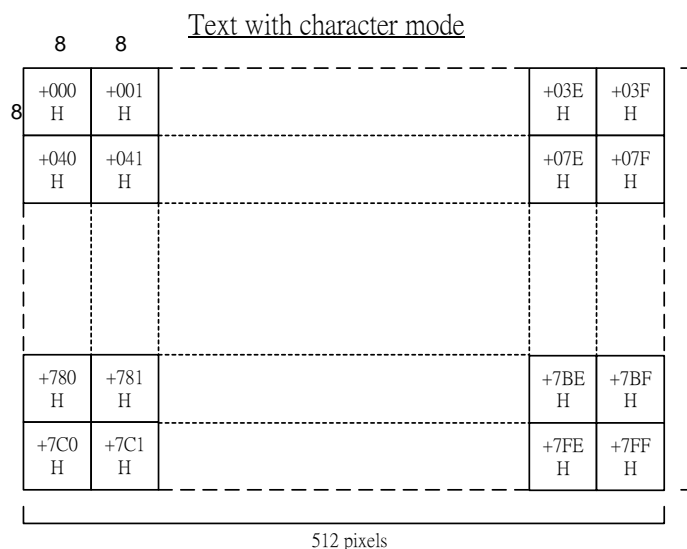 Text with character mode
8 8
8
+000 +001 +03E +03F
H H H H
+040 +041 +07E +07F
H H H H
+780 +781 +7BE +7BF
H H H H
+7C0 +7C1 +7FE +7FF
H H H H
512 pixels